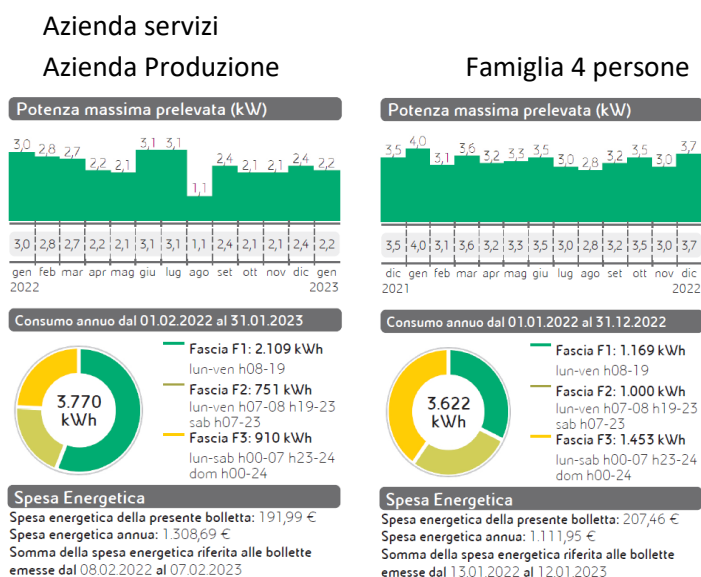 Azienda servizi
Azienda Produzione
Potenza massima prelevata (kW)
3,0 2,8 2,7 2,2 2,1 3,1 3,1 1,1 2,4 2,1 2,1 2,4 2,2
3,0 2,8 2,7 2,2 2,1 3,1 3,1 1,1 2,4 2,1 2,1 2,4 2,2
gen feb mar apr mag giu lug ago set ott nov dic gen
2022 2023
Consumo annuo dal 01.02.2022 al 31.01.2023
3.770
kWh
Fascia F1: 2.109 kWh
lun-ven h08-19
Fascia F2: 751 kWh
lun-ven h07-08 h19-23
sab h07-23
Fascia F3: 910 kWh
lun-sab h00-07 h23-24
dom h00-24
Spesa Energetica
Spesa energetica della presente bolletta: 191,99 €
Spesa energetica annua: 1.308,69 €
Somma della spesa energetica riferita alle bollette
emesse dal 08.02.2022 al 07.02.2023
Famiglia 4 persone
Potenza massima prelevata (kW)
3,5 4,0 3,1 3,6 3,2 3,3 3,5 3,0 2,8 3,2 3,5 3,0 3,7
3,5 4,0 3,1 3,6 3,2 3,3 3,5 3,0 2,8 3,2 3,5 3,0 3,7
dic gen feb mar apr mag giu lug ago set ott nov dic
2021 2022
Consumo annuo dal 01.01.2022 al 31.12.2022
3.622
kWh
Fascia F1: 1.169 kWh
lun-ven h08-19
Fascia F2: 1.000 kWh
lun-ven h07-08 h19-23
sab h07-23
Fascia F3: 1.453 kWh
lun-sab h00-07 h23-24
dom h00-24
Spesa Energetica
Spesa energetica della presente bolletta: 207,46 €
Spesa energetica annua: 1.111,95 €
Somma della spesa energetica riferita alle bollette
emesse dal 13.01.2022 al 12.01.2023